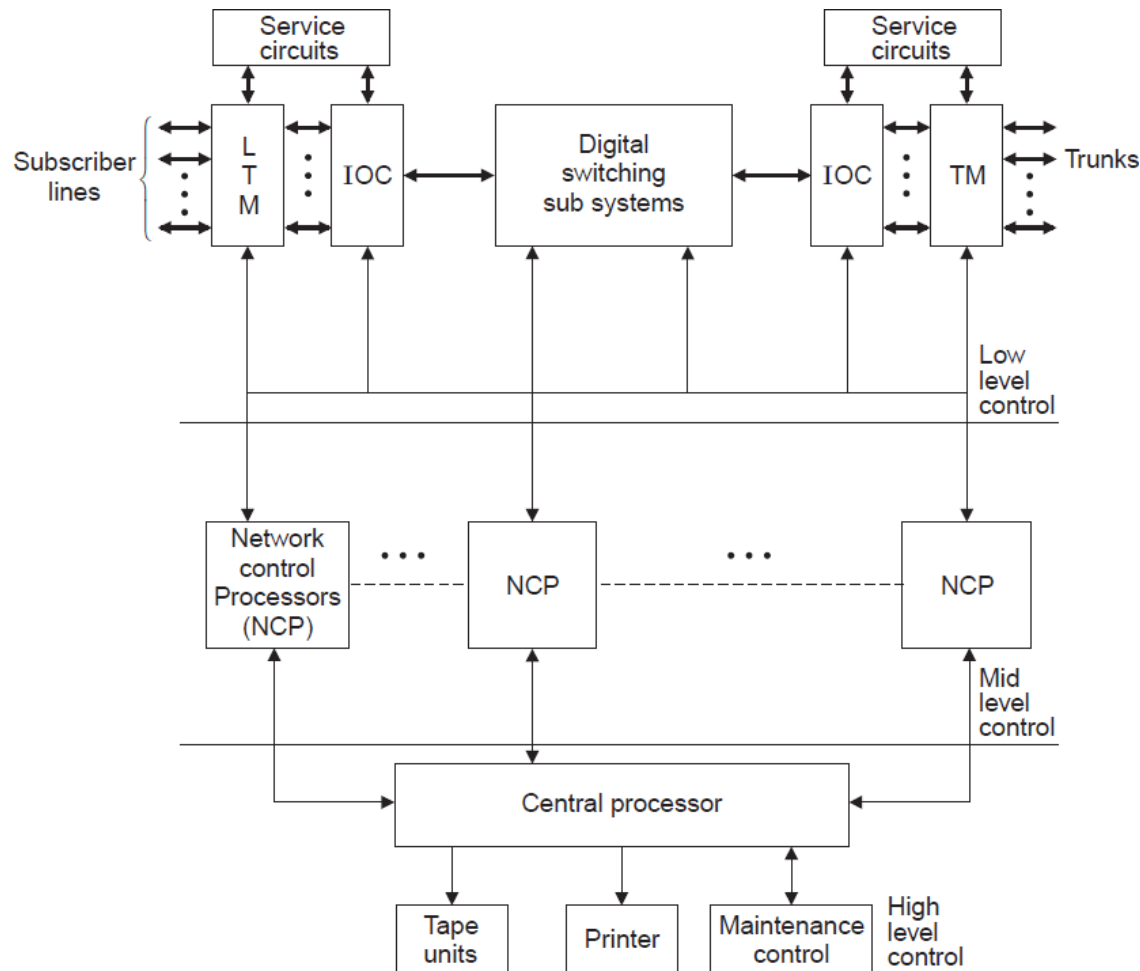 Service
circuits
Service
circuits
Subscriber
lines
L
T
M
IOC
Digital
switching
sub systems
IOC
TM
Trunks
Low
level
control
Network
control
Processors
(NCP)
NCP
NCP
Mid
level
control
Central processor
Tape
units
Printer
Maintenance
control
High
level
control